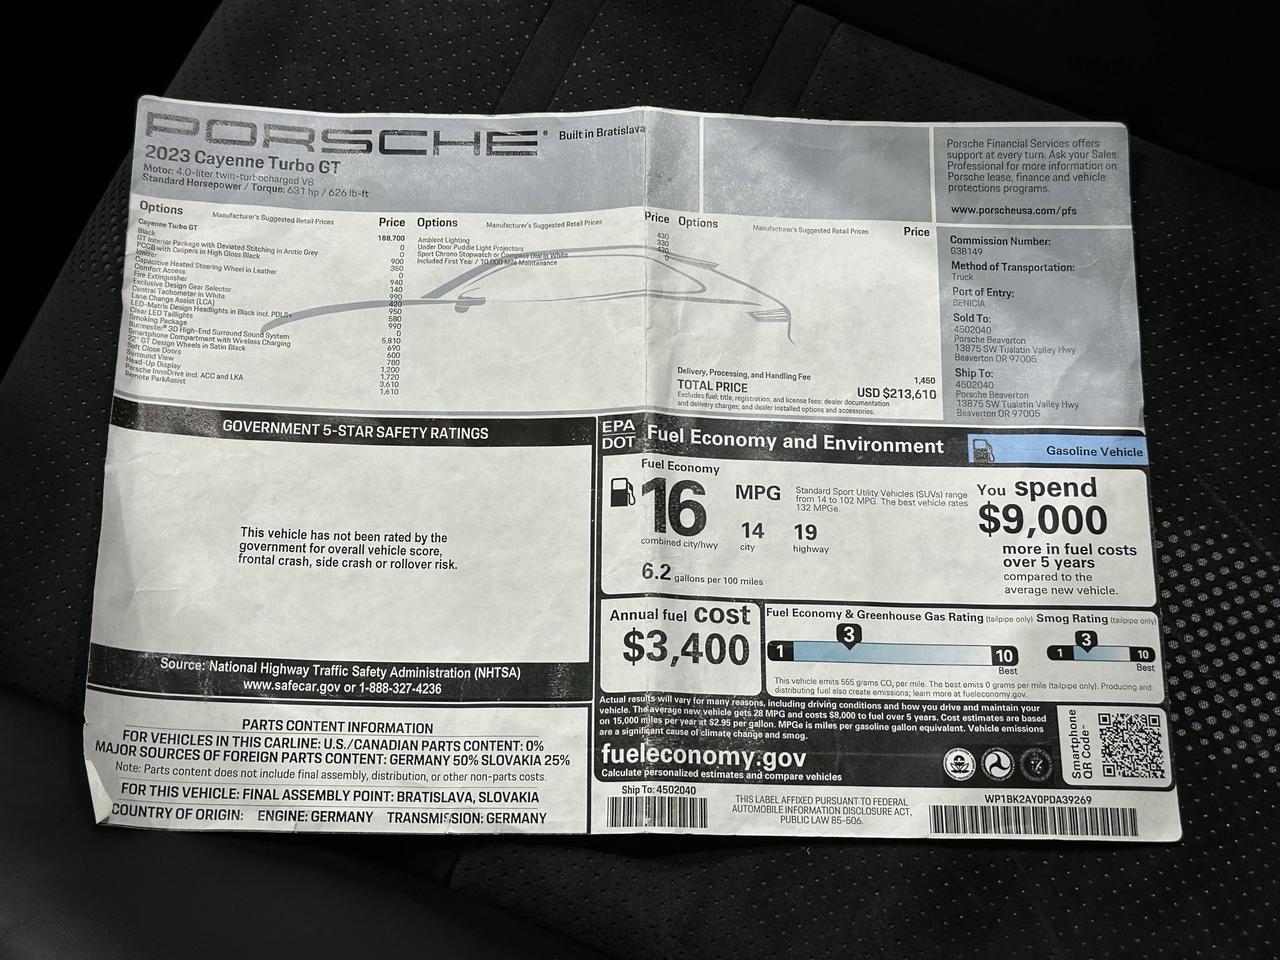 PORSCHE
Built in Bratislava
2023 Cayenne Turbo GT
Motor: 4.0-liter twin-turbocharged V8
Standard Horsepower / Torque: 631 hp / 626 lb-ft
Options Manufacturer's Suggested Retail Prices Price
Cayenne Turbo GT 188,700
Black 0
GT Interior Package with Deviated Stitching in Arctic Grey 0
PCCB with Calipers in High Gloss Black 900
Ionizer 350
Capacitive Heated Steering Wheel in Leather 0
Comfort Access 940
Fire Extinguisher 140
Exclusive Design Gear Selector 990
Central Tachometer in White 420
Lane Change Assist (LCA) 950
LED-Matrix Design Headlights in Black incl. PDLS+ 580
Clear LED Taillights 990
Smoking Package 0
Burmester® 3D High-End Surround Sound System 5,810
Smartphone Compartment with Wireless Charging 690
22" GT Design Wheels in Satin Black 600
Soft Close Doors 780
Surround View 1,200
Head-Up Display 1,720
Porsche InnoDrive incl. ACC and LKA 3,610
Remote ParkAssist 1,610
Options Manufacturer's Suggested Retail Prices Price
Ambient Lighting 430
Under Door Puddle Light Projectors 330
Sport Chrono Stopwatch or Compass Dial in White 420
Included First Year / 10,000 Mile Maintenance 0
Options Manufacturer's Suggested Retail Prices Price
Delivery, Processing, and Handling Fee 1,450
TOTAL PRICE USD $213,610
Excludes fuel; title, registration, and license fees; dealer documentation
and delivery charges; and dealer installed options and accessories.
Porsche Financial Services offers
support at every turn. Ask your Sales
Professional for more information on
Porsche lease, finance and vehicle
protections programs.
www.porscheusa.com/pfs
Commission Number:
G38149
Method of Transportation:
Truck
Port of Entry:
BENICIA
Sold To:
4502040
Porsche Beaverton
13875 SW Tualatin Valley Hwy
Beaverton OR 97005
Ship To:
4502040
Porsche Beaverton
13875 SW Tualatin Valley Hwy
Beaverton OR 97005
GOVERNMENT 5-STAR SAFETY RATINGS
This vehicle has not been rated by the
government for overall vehicle score,
frontal crash, side crash or rollover risk.
Source: National Highway Traffic Safety Administration (NHTSA)
www.safecar.gov or 1-888-327-4236
PARTS CONTENT INFORMATION
FOR VEHICLES IN THIS CARLINE: U.S./CANADIAN PARTS CONTENT: 0%
MAJOR SOURCES OF FOREIGN PARTS CONTENT: GERMANY 50% SLOVAKIA 25%
Note: Parts content does not include final assembly, distribution, or other non-parts costs.
FOR THIS VEHICLE: FINAL ASSEMBLY POINT: BRATISLAVA, SLOVAKIA
COUNTRY OF ORIGIN: ENGINE: GERMANY TRANSMISSION: GERMANY
EPA
DOT
Fuel Economy and Environment
Gasoline Vehicle
Fuel Economy
16
MPG
combined city/hwy
14
city
19
highway
6.2 gallons per 100 miles
Standard Sport Utility Vehicles (SUVs) range
from 14 to 102 MPG. The best vehicle rates
132 MPGe.
You spend
$9,000
more in fuel costs
over 5 years
compared to the
average new vehicle.
Annual fuel cost
$3,400
Fuel Economy & Greenhouse Gas Rating (tailpipe only)
3
1
10
Best
Smog Rating (tailpipe only)
3
1
10
Best
This vehicle emits 555 grams CO₂ per mile. The best emits 0 grams per mile (tailpipe only). Producing and
distributing fuel also create emissions; learn more at fueleconomy.gov.
Actual results will vary for many reasons, including driving conditions and how you drive and maintain your
vehicle. The average new vehicle gets 28 MPG and costs $8,000 to fuel over 5 years. Cost estimates are based
on 15,000 miles per year at $2.95 per gallon. MPGe is miles per gasoline gallon equivalent. Vehicle emissions
are a significant cause of climate change and smog.
fueleconomy.gov
Calculate personalized estimates and compare vehicles
Smartphone
QR Code™
Ship To: 4502040
THIS LABEL AFFIXED PURSUANT TO FEDERAL
AUTOMOBILE INFORMATION DISCLOSURE ACT,
PUBLIC LAW 85-506.
WP1BK2AY0PDA39269